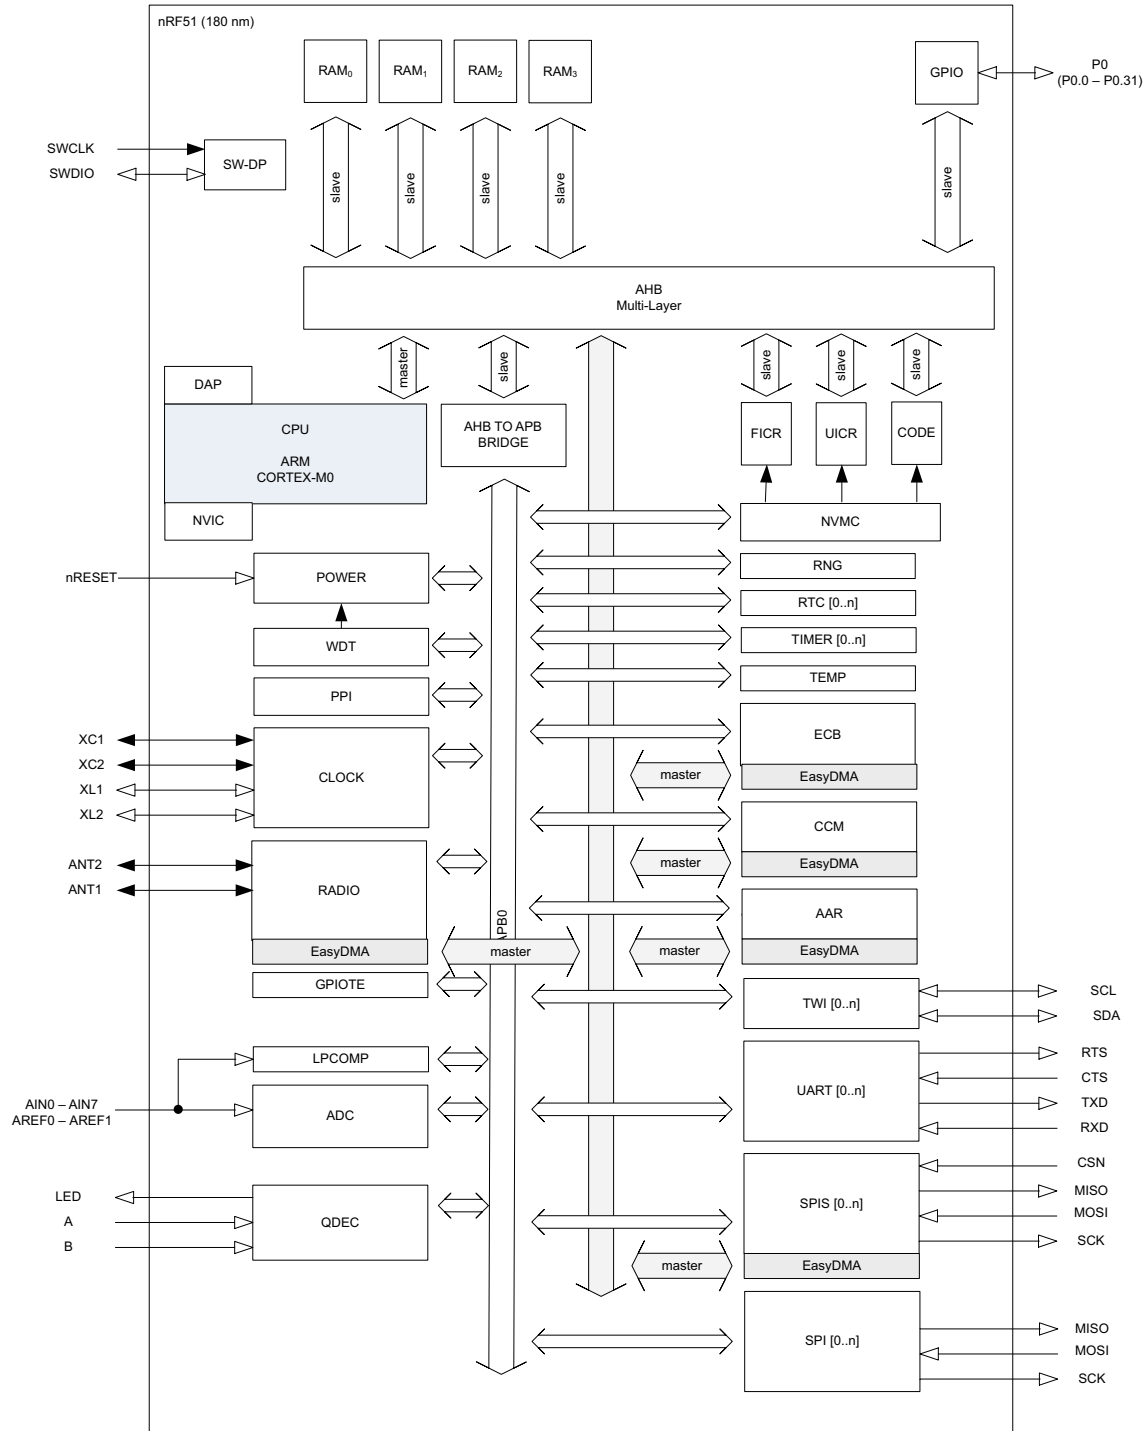 nRF51 (180 nm)
RAM0
RAM1
RAM2
RAM3
GPIO
P0
(P0.0 – P0.31)
SWCLK
SWDIO
SW-DP
slave
slave
slave
slave
slave
AHB
Multi-Layer
master
slave
slave
slave
slave
DAP
CPU
ARM
CORTEX-M0
NVIC
AHB TO APB
BRIDGE
FICR
UICR
CODE
NVMC
nRESET
POWER
RNG
RTC [0..n]
WDT
TIMER [0..n]
PPI
TEMP
XC1
XC2
XL1
XL2
CLOCK
ECB
master
EasyDMA
CCM
master
EasyDMA
ANT2
ANT1
RADIO
EasyDMA
APB0
master
AAR
master
EasyDMA
GPIOTE
TWI [0..n]
SCL
SDA
LPCOMP
AIN0 – AIN7
AREF0 – AREF1
ADC
UART [0..n]
RTS
CTS
TXD
RXD
LED
A
B
QDEC
SPIS [0..n]
CSN
MISO
MOSI
SCK
master
EasyDMA
SPI [0..n]
MISO
MOSI
SCK